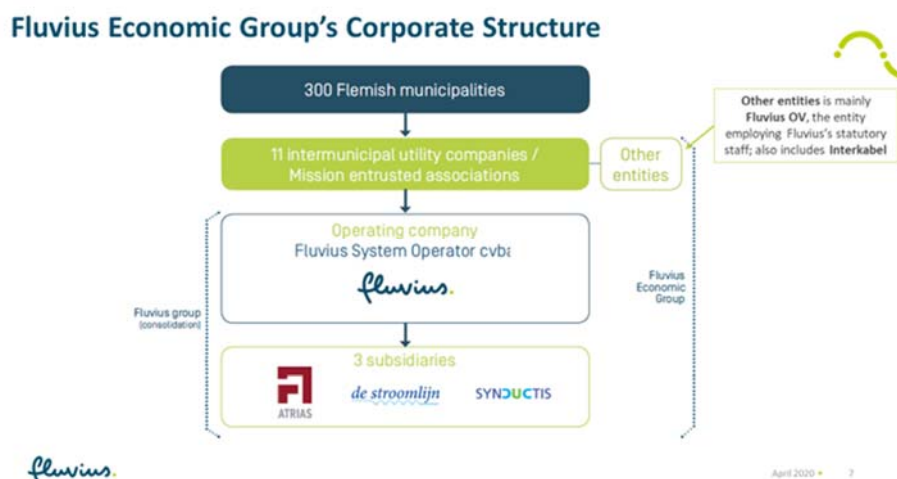 Fluvius Economic Group's Corporate Structure
300 Flemish municipalities
Other entities is mainly
Fluvius OV, the entity
employing Fluvius's statutory
staff; also includes Interkabel
11 intermunicipal utility companies /
Mission entrusted associations
Other
entities
Operating company
Fluvius System Operator cvba
fluvius.
Fluvius group
(consolidation)
Fluvius
Economic
Group
3 subsidiaries
ATRIAS
de stroomlijn
SYNDUCTIS
fluvius.
April 2020
7